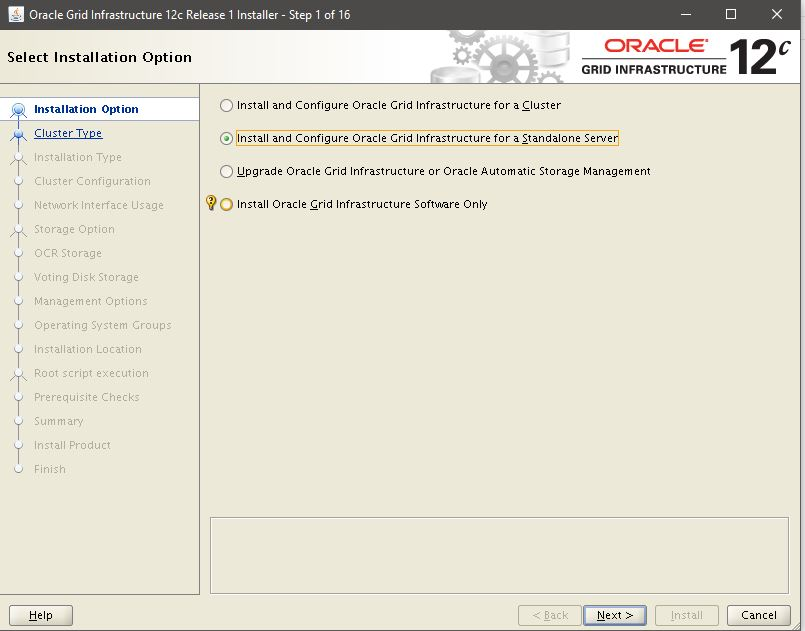 Oracle Grid Infrastructure 12c Release 1 Installer - Step 1 of 16
Select Installation Option
ORACLE®
GRID INFRASTRUCTURE
12c
Installation Option
Cluster Type
Installation Type
Cluster Configuration
Network Interface Usage
Storage Option
OCR Storage
Voting Disk Storage
Management Options
Operating System Groups
Installation Location
Root script execution
Prerequisite Checks
Summary
Install Product
Finish
Install and Configure Oracle Grid Infrastructure for a Cluster
Install and Configure Oracle Grid Infrastructure for a Standalone Server
Upgrade Oracle Grid Infrastructure or Oracle Automatic Storage Management
Install Oracle Grid Infrastructure Software Only
Help
< Back
Next >
Install
Cancel